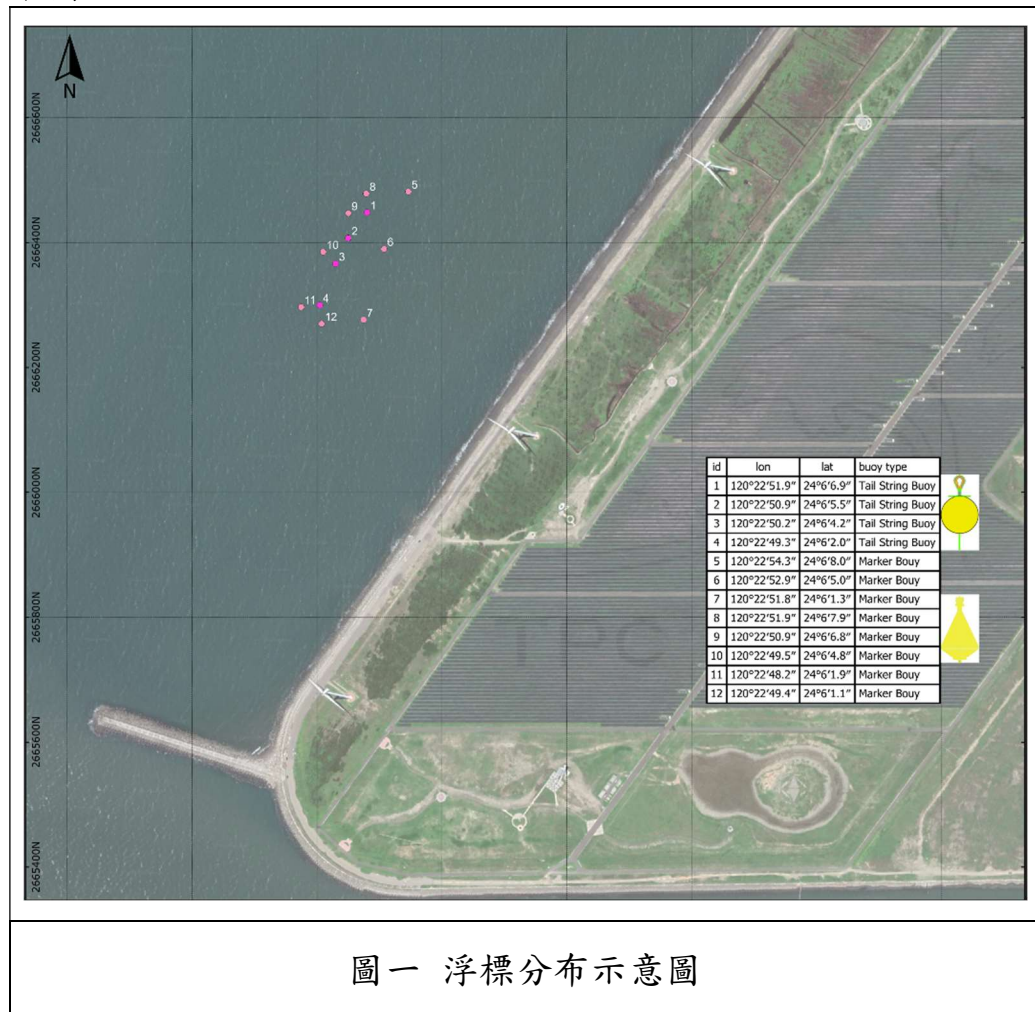 N
2666600N
2666400N
2666200N
2666000N
2665800N
2665600N
2665400N
8
5
9
1
2
10
6
3
11
4
12
7
TPC
id lon lat buoy type
1 120°22'51.9" 24°6'6.9" Tail String Buoy
2 120°22'50.9" 24°6'5.5" Tail String Buoy
3 120°22'50.2" 24°6'4.2" Tail String Buoy
4 120°22'49.3" 24°6'2.0" Tail String Buoy
5 120°22'54.3" 24°6'8.0" Marker Bouy
6 120°22'52.9" 24°6'5.0" Marker Bouy
7 120°22'51.8" 24°6'1.3" Marker Bouy
8 120°22'51.9" 24°6'7.9" Marker Bouy
9 120°22'50.9" 24°6'6.8" Marker Bouy
10 120°22'49.5" 24°6'4.8" Marker Bouy
11 120°22'48.2" 24°6'1.9" Marker Bouy
12 120°22'49.4" 24°6'1.1" Marker Bouy
圖一 浮標分布示意圖